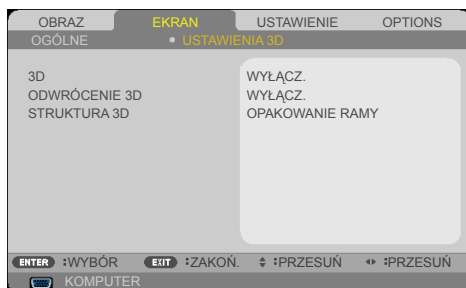 OBRAZ EKRAN USTAWIENIE OPTIONS
OGÓLNE • USTAWIENIA 3D
3D WYŁĄCZ.
ODWRÓCENIE 3D WYŁĄCZ.
STRUKTURA 3D OPAKOWANIE RAMY
ENTER :WYBÓR EXIT :ZAKOŃ. :PRZESUŃ :PRZESUŃ
KOMPUTER